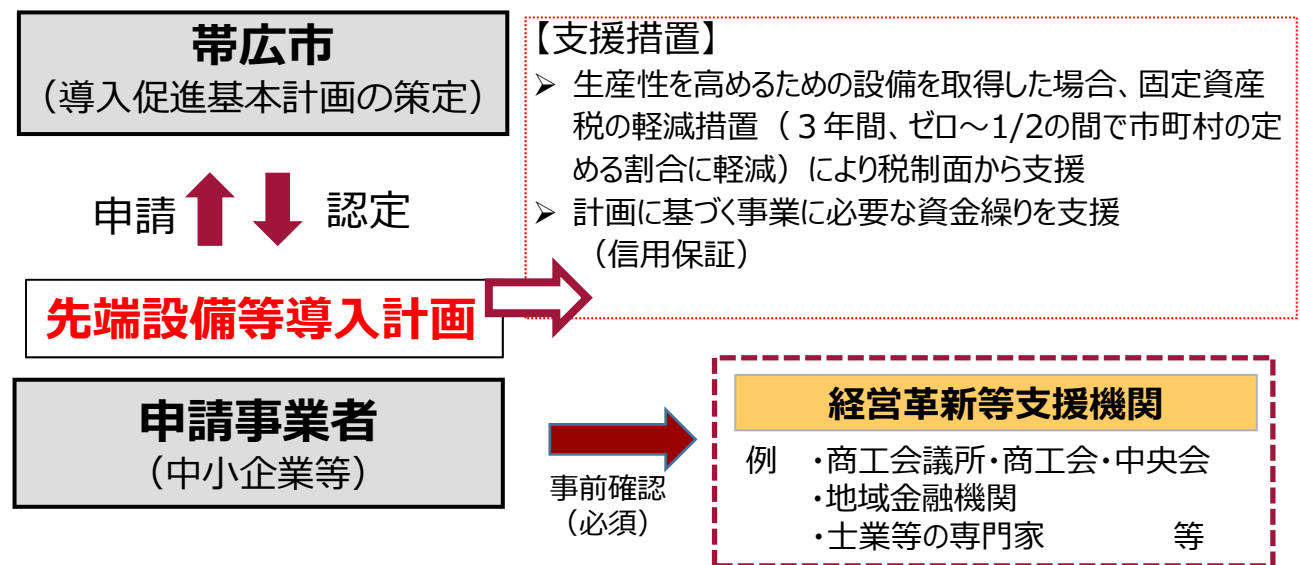 帯広市
（導入促進基本計画の策定）
申請
認定
先端設備等導入計画
申請事業者
（中小企業等）
【支援措置】
➢ 生産性を高めるための設備を取得した場合、固定資産
税の軽減措置（３年間、ゼロ～1/2の間で市町村の定
める割合に軽減）により税制面から支援
➢ 計画に基づく事業に必要な資金繰りを支援
（信用保証）
事前確認
（必須）
経営革新等支援機関
例 ・商工会議所・商工会・中央会
・地域金融機関
・士業等の専門家 等